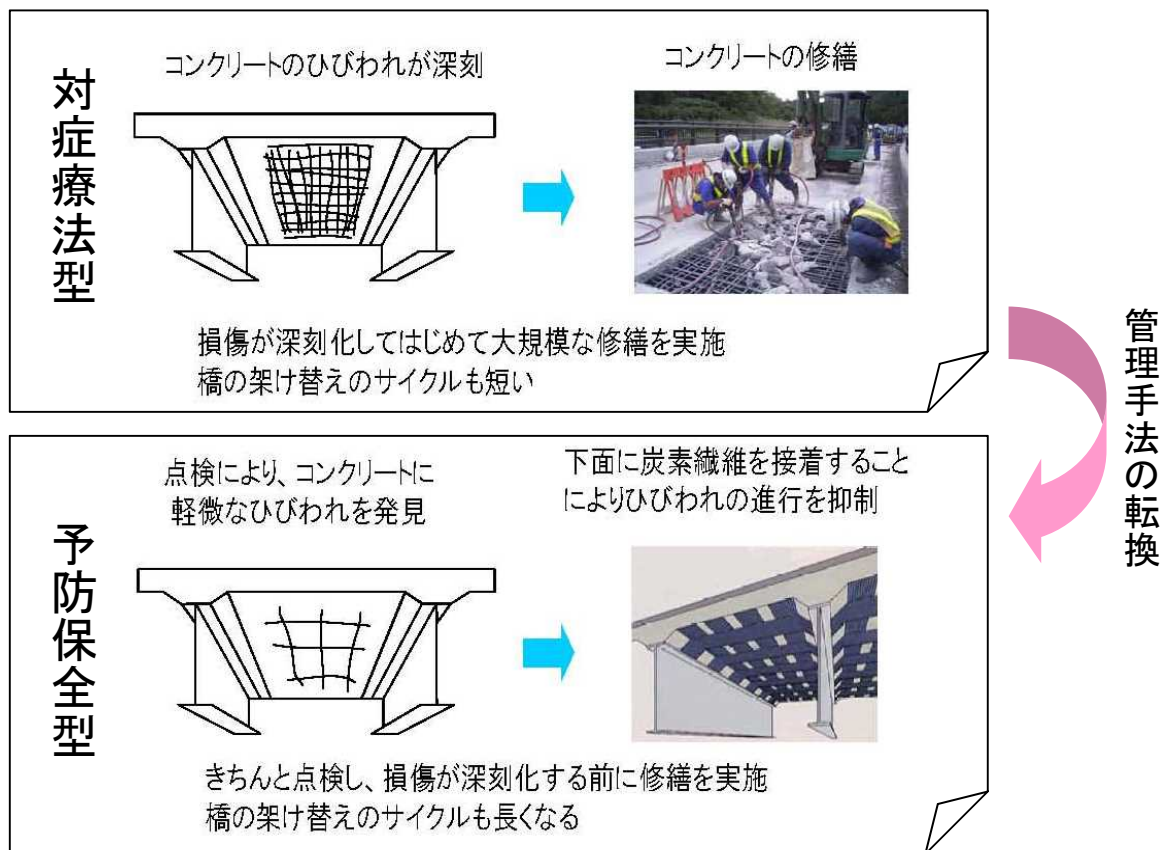 対症療法型
コンクリートのひびわれが深刻
コンクリートの修繕
損傷が深刻化してはじめて大規模な修繕を実施
橋の架け替えのサイクルも短い
管理手法の転換
予防保全型
点検により、コンクリートに
軽微なひびわれを発見
下面に炭素繊維を接着すること
によりひびわれの進行を抑制
きちんと点検し、損傷が深刻化する前に修繕を実施
橋の架け替えのサイクルも長くなる